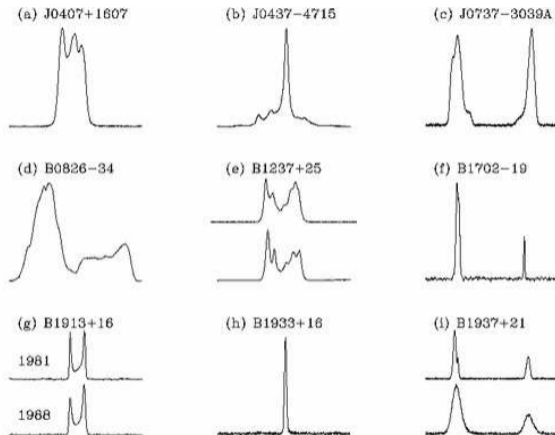 (a) J0407+1607
(b) J0437-4715
(c) J0737-3039A
(d) B0826-34
(e) B1237+25
(f) B1702-19
(g) B1913+16
1981
1988
(h) B1933+16
(i) B1937+21